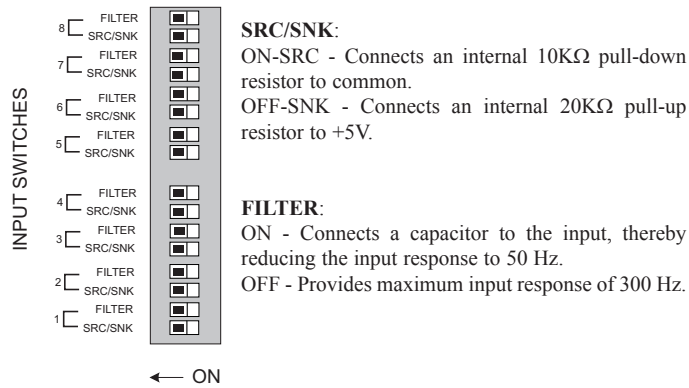 INPUT SWITCHES
8 FILTER
SRC/SNK
7 FILTER
SRC/SNK
6 FILTER
SRC/SNK
5 FILTER
SRC/SNK
4 FILTER
SRC/SNK
3 FILTER
SRC/SNK
2 FILTER
SRC/SNK
1 FILTER
SRC/SNK
ON
SRC/SNK:
ON-SRC - Connects an internal 10KΩ pull-down
resistor to common.
OFF-SNK - Connects an internal 20KΩ pull-up
resistor to +5V.
FILTER:
ON - Connects a capacitor to the input, thereby
reducing the input response to 50 Hz.
OFF - Provides maximum input response of 300 Hz.